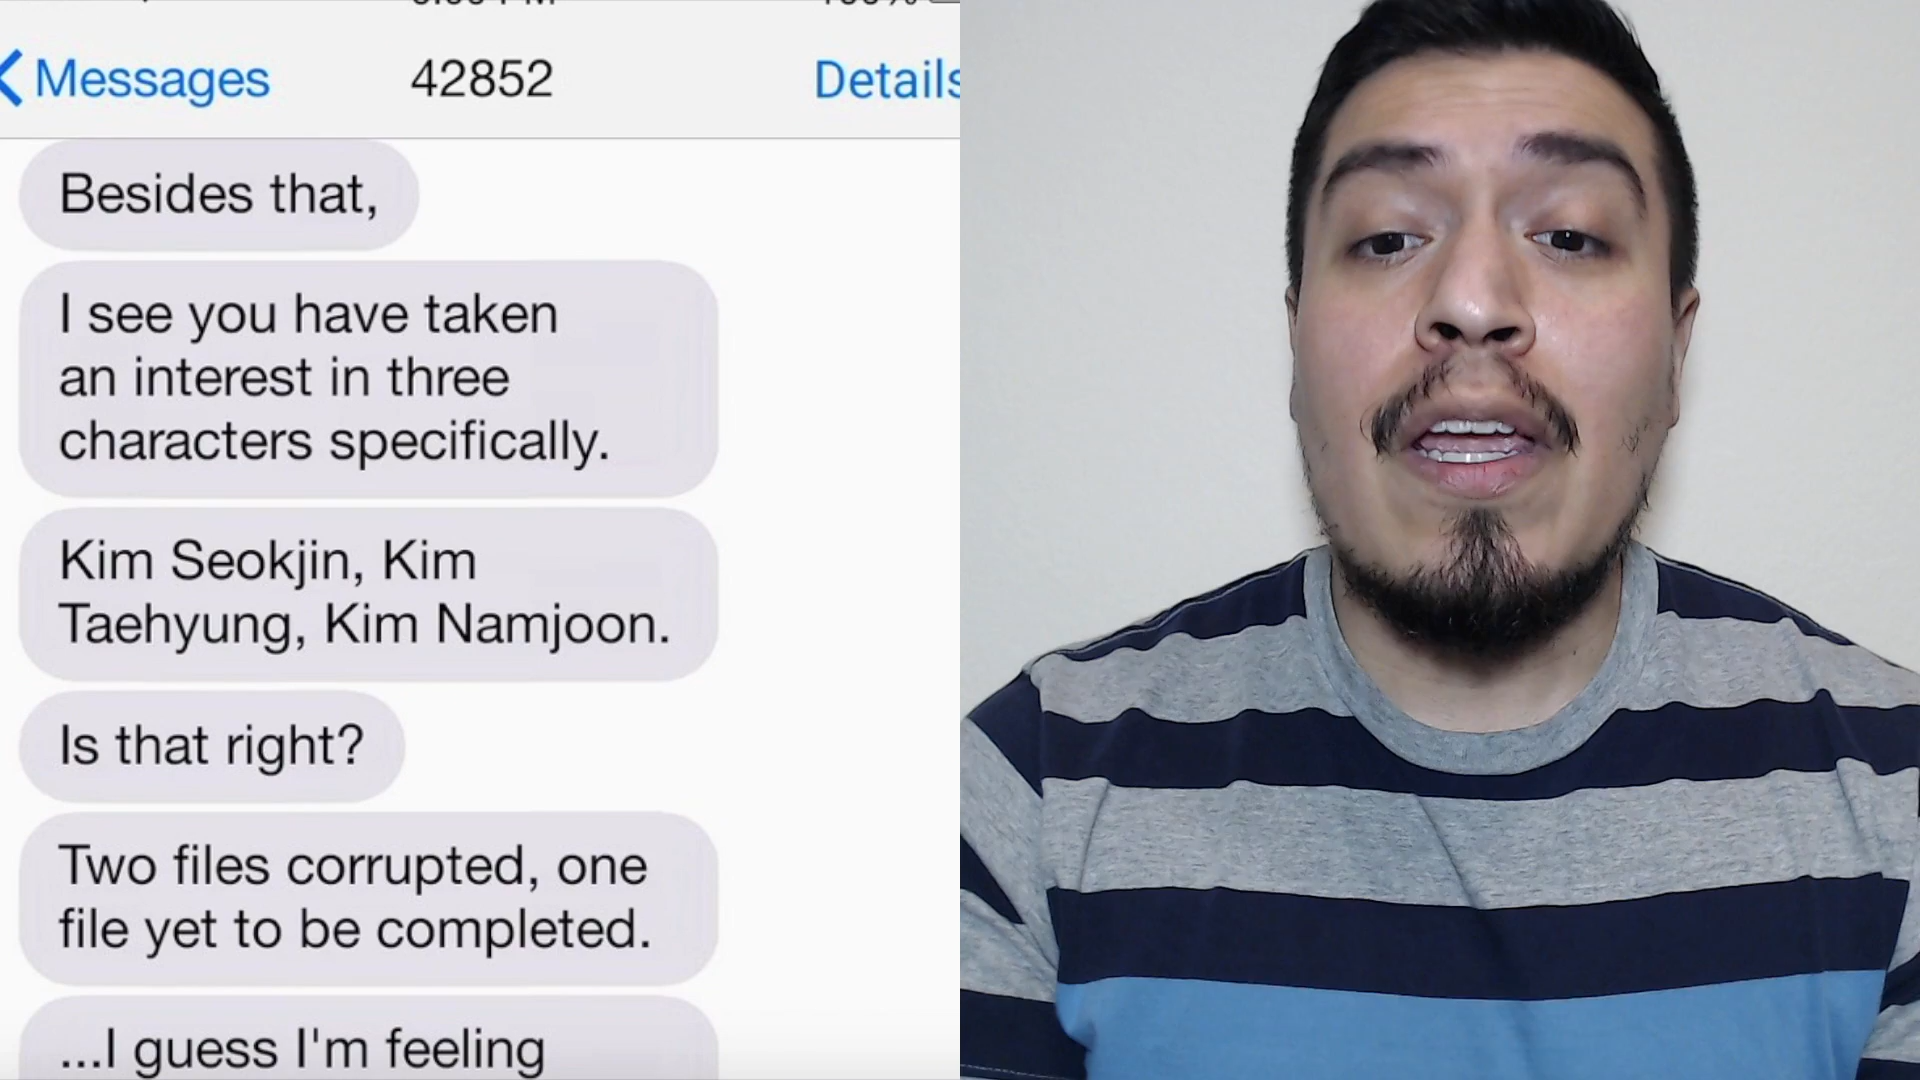 Messages 42852 Details
Besides that,
I see you have taken
an interest in three
characters specifically.
Kim Seokjin, Kim
Taehyung, Kim Namjoon.
Is that right?
Two files corrupted, one
file yet to be completed.
...I guess I'm feeling